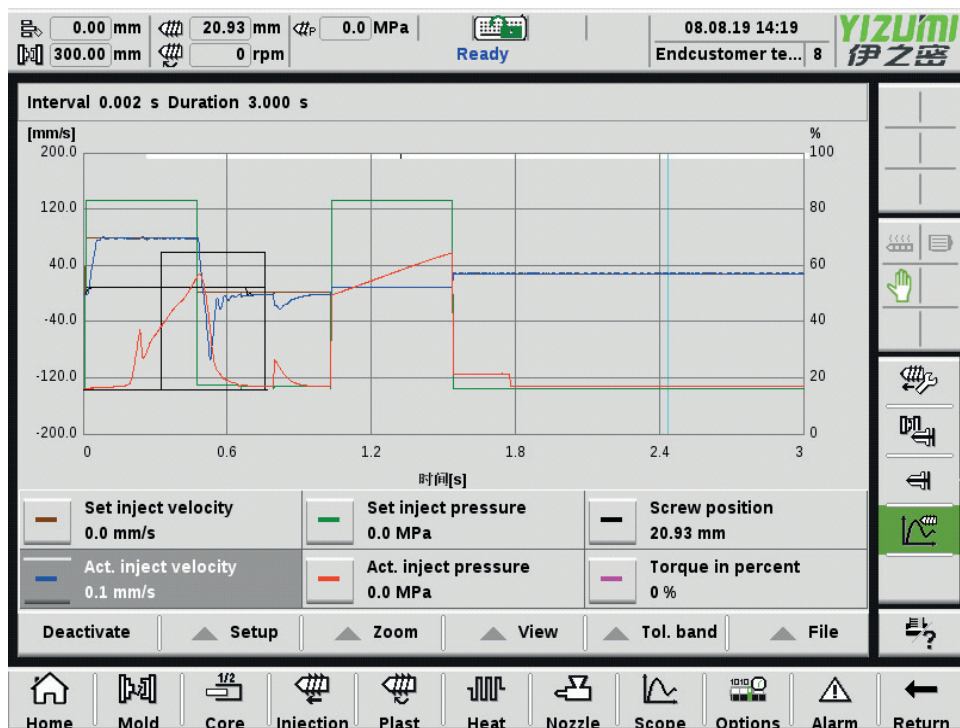 0.00 mm 20.93 mm P 0.0 MPa 08.08.19 14:19 YIZUMI
300.00 mm 0 rpm Ready Endcustomer te... 8 伊之密
Interval 0.002 s Duration 3.000 s
[mm/s] %
200.0 100
120.0 80
40.0 60
-40.0 40
-120.0 20
-200.0 0
0 0.6 1.2 1.8 2.4 3
时间[s]
Set inject velocity Set inject pressure Screw position
0.0 mm/s 0.0 MPa 20.93 mm
Act. inject velocity Act. inject pressure Torque in percent
0.1 mm/s 0.0 MPa 0 %
Deactivate Setup Zoom View Tol. band File
?
1/2 1010
Home Mold Core Injection Plast Heat Nozzle Scope Options Alarm Return